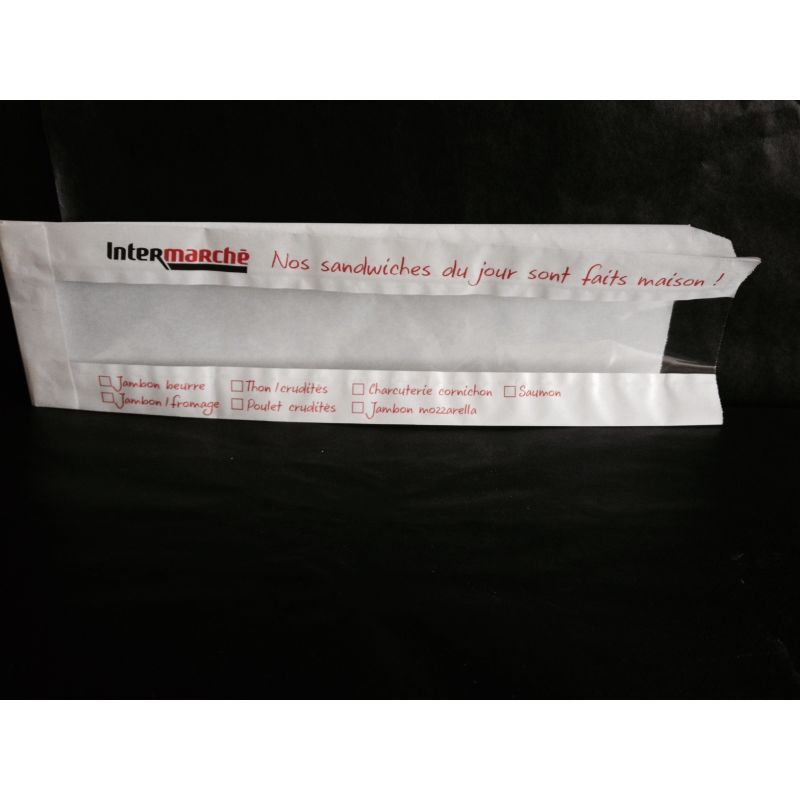 Intermarchē Nos sandwiches du jour sont faits maison !
☐ Jambon beurre ☐ Thon / crudités ☐ Charcuterie cornichon ☐ Saumon
☐ Jambon / fromage ☐ Poulet crudités ☐ Jambon mozzarella